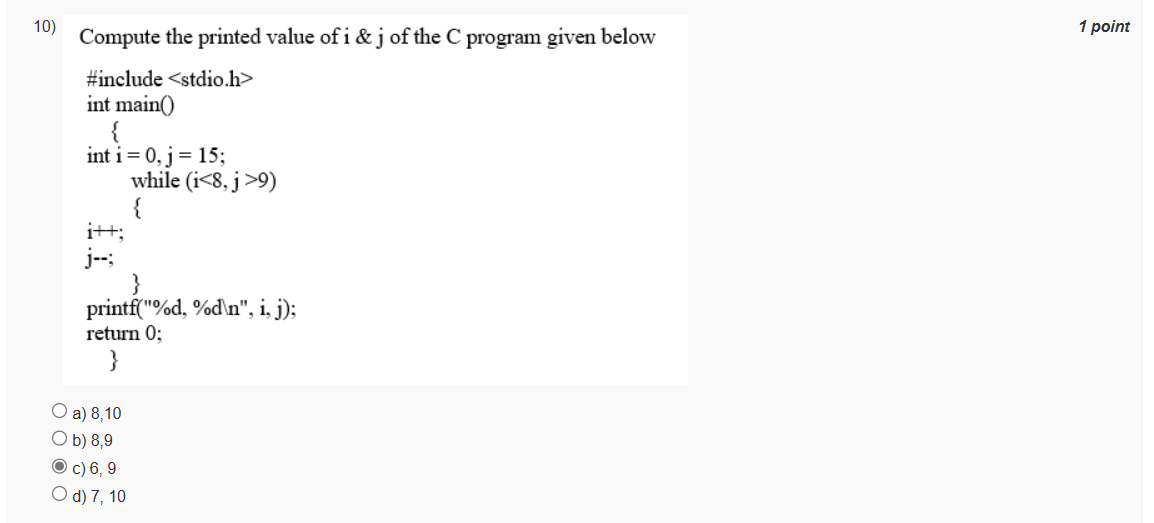 10)
1 point
Compute the printed value of i & j of the C program given below
#include <stdio.h>
int main()
{
int i = 0, j = 15;
while (i<8, j >9)
{
i++;
j--;
}
printf("%d, %d\n", i, j);
return 0;
}
a) 8,10
b) 8,9
c) 6, 9
d) 7, 10